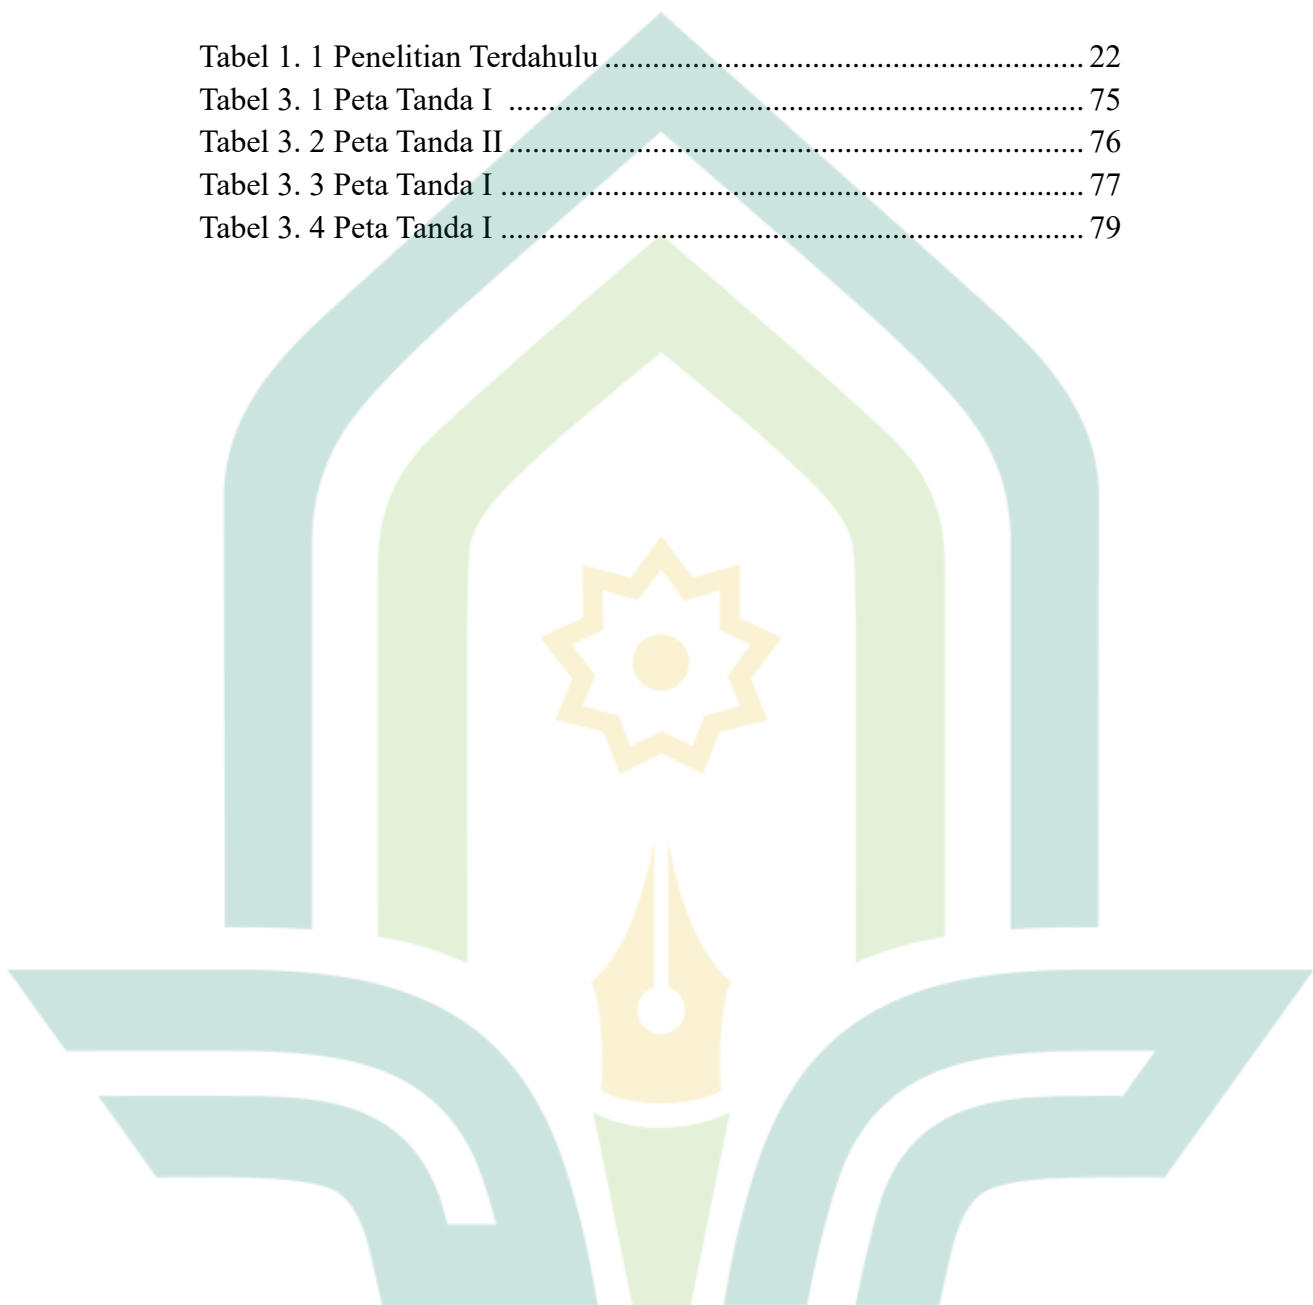 Tabel 1. 1 Penelitian Terdahulu ............................................................. 22
Tabel 3. 1 Peta Tanda I ......................................................................... 75
Tabel 3. 2 Peta Tanda II ......................................................................... 76
Tabel 3. 3 Peta Tanda I .......................................................................... 77
Tabel 3. 4 Peta Tanda I .......................................................................... 79